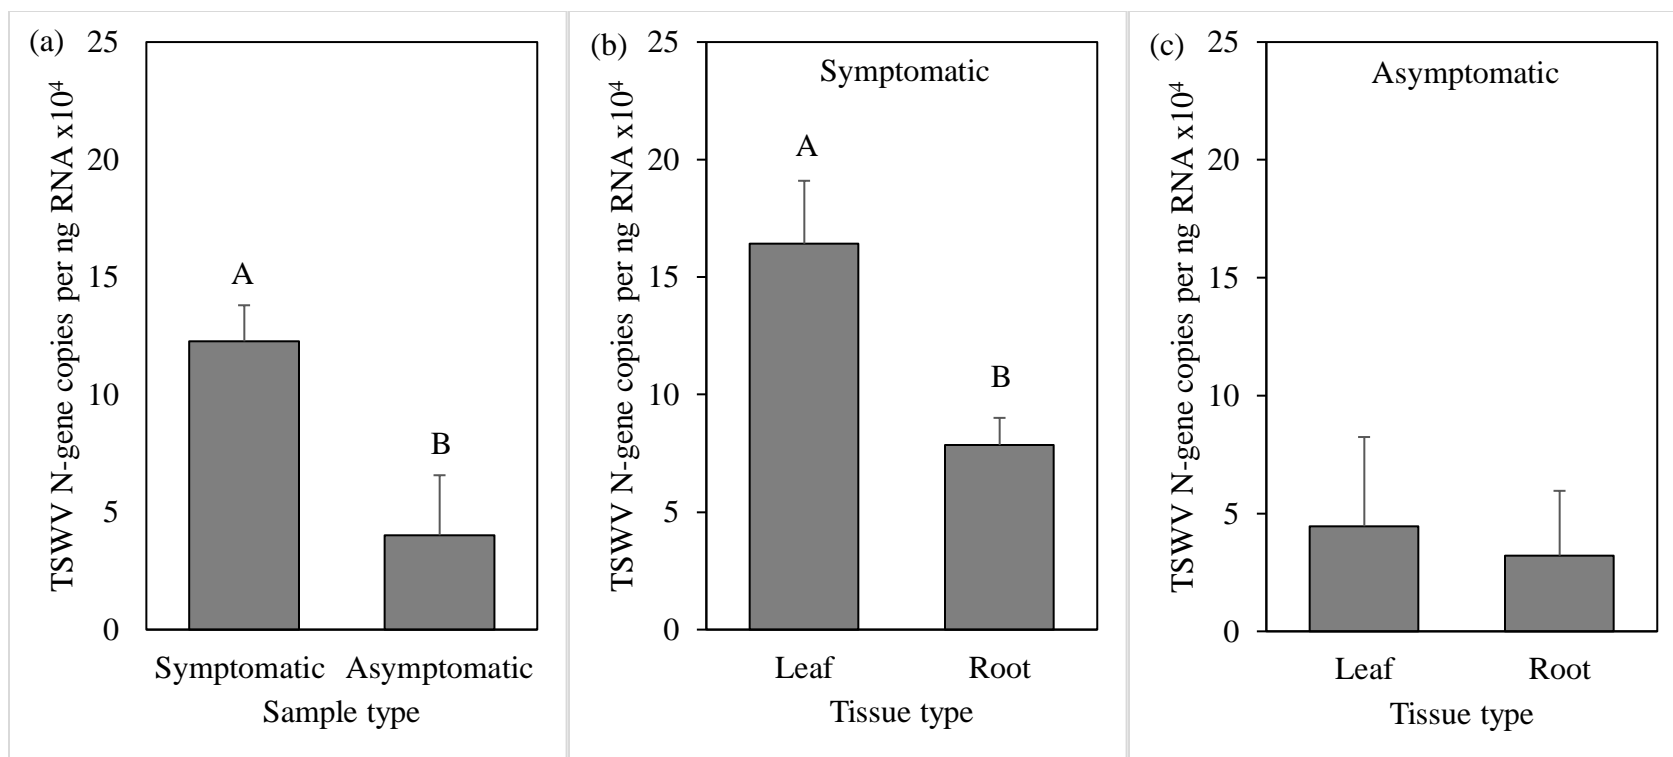 (a)
TSWV N-gene copies per ng RNA x10⁴
25
20
15
10
5
0
A
B
Symptomatic Asymptomatic
Sample type
(b)
TSWV N-gene copies per ng RNA x10⁴
25
20
15
10
5
0
Symptomatic
A
B
Leaf Root
Tissue type
(c)
TSWV N-gene copies per ng RNA x10⁴
25
20
15
10
5
0
Asymptomatic
Leaf Root
Tissue type